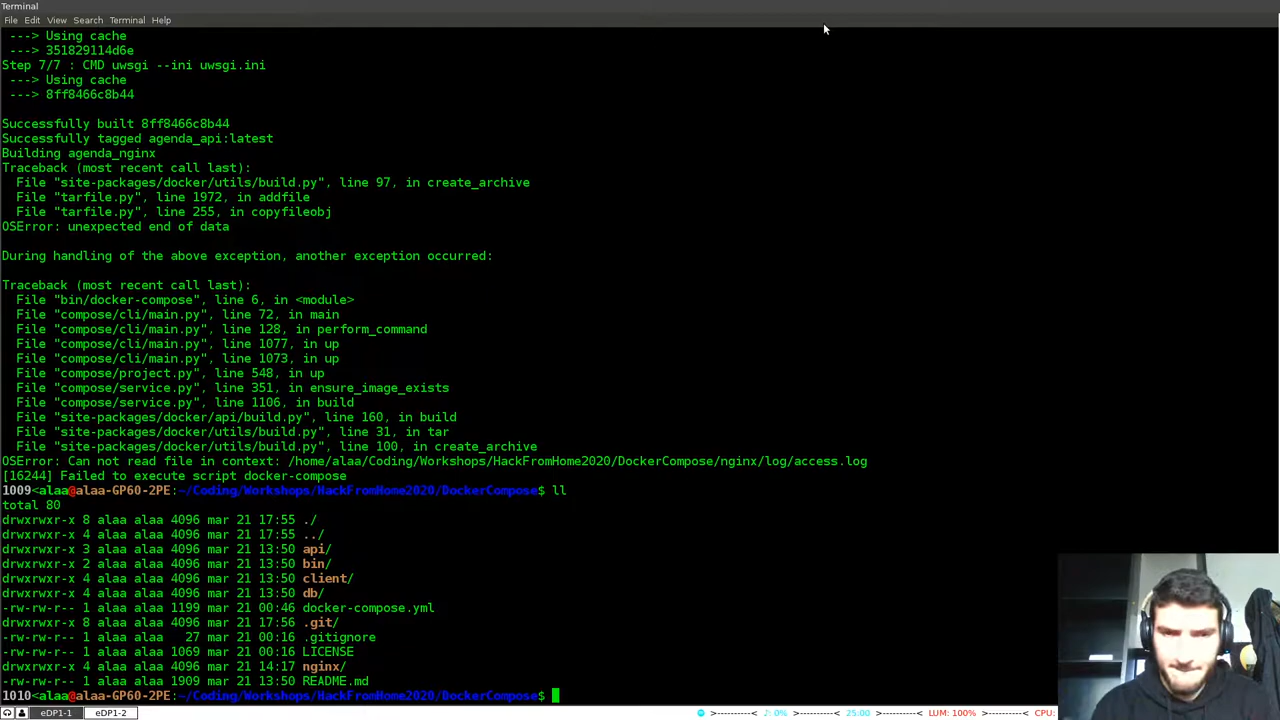 Terminal
File Edit View Search Terminal Help
---> Using cache
---> 351829114d6e
Step 7/7 : CMD uwsgi --ini uwsgi.ini
---> Using cache
---> 8ff8466c8b44
Successfully built 8ff8466c8b44
Successfully tagged agenda_api:latest
Building agenda_nginx
Traceback (most recent call last):
File "site-packages/docker/utils/build.py", line 97, in create_archive
File "tarfile.py", line 1972, in addfile
File "tarfile.py", line 255, in copyfileobj
OSError: unexpected end of data
During handling of the above exception, another exception occurred:
Traceback (most recent call last):
File "bin/docker-compose", line 6, in <module>
File "compose/cli/main.py", line 72, in main
File "compose/cli/main.py", line 128, in perform_command
File "compose/cli/main.py", line 1077, in up
File "compose/cli/main.py", line 1073, in up
File "compose/project.py", line 548, in up
File "compose/service.py", line 351, in ensure_image_exists
File "compose/service.py", line 1106, in build
File "site-packages/docker/api/build.py", line 160, in build
File "site-packages/docker/utils/build.py", line 31, in tar
File "site-packages/docker/utils/build.py", line 100, in create_archive
OSError: Can not read file in context: /home/alaa/Coding/Workshops/HackFromHome2020/DockerCompose/nginx/log/access.log
[16244] Failed to execute script docker-compose
1009<alaa@alaa-GP60-2PE:~/Coding/Workshops/HackFromHome2020/DockerCompose$ ll
total 80
drwxrwxr-x 8 alaa alaa 4096 mar 21 17:55 ./
drwxrwxr-x 4 alaa alaa 4096 mar 21 17:55 ../
drwxrwxr-x 3 alaa alaa 4096 mar 21 13:50 api/
drwxrwxr-x 2 alaa alaa 4096 mar 21 13:50 bin/
drwxrwxr-x 4 alaa alaa 4096 mar 21 13:50 client/
drwxrwxr-x 4 alaa alaa 4096 mar 21 13:50 db/
-rw-rw-r-- 1 alaa alaa 1199 mar 21 00:46 docker-compose.yml
drwxrwxr-x 8 alaa alaa 4096 mar 21 17:56 .git/
-rw-rw-r-- 1 alaa alaa 27 mar 21 00:16 .gitignore
-rw-rw-r-- 1 alaa alaa 1069 mar 21 00:16 LICENSE
drwxrwxr-x 4 alaa alaa 4096 mar 21 14:17 nginx/
-rw-rw-r-- 1 alaa alaa 1909 mar 21 13:50 README.md
1010<alaa@alaa-GP60-2PE:~/Coding/Workshops/HackFromHome2020/DockerCompose$
eDP1-1 eDP1-2 >----------< ♪: 0% >----------< 25:00 >----------< LUM: 100% >----------< CPU: